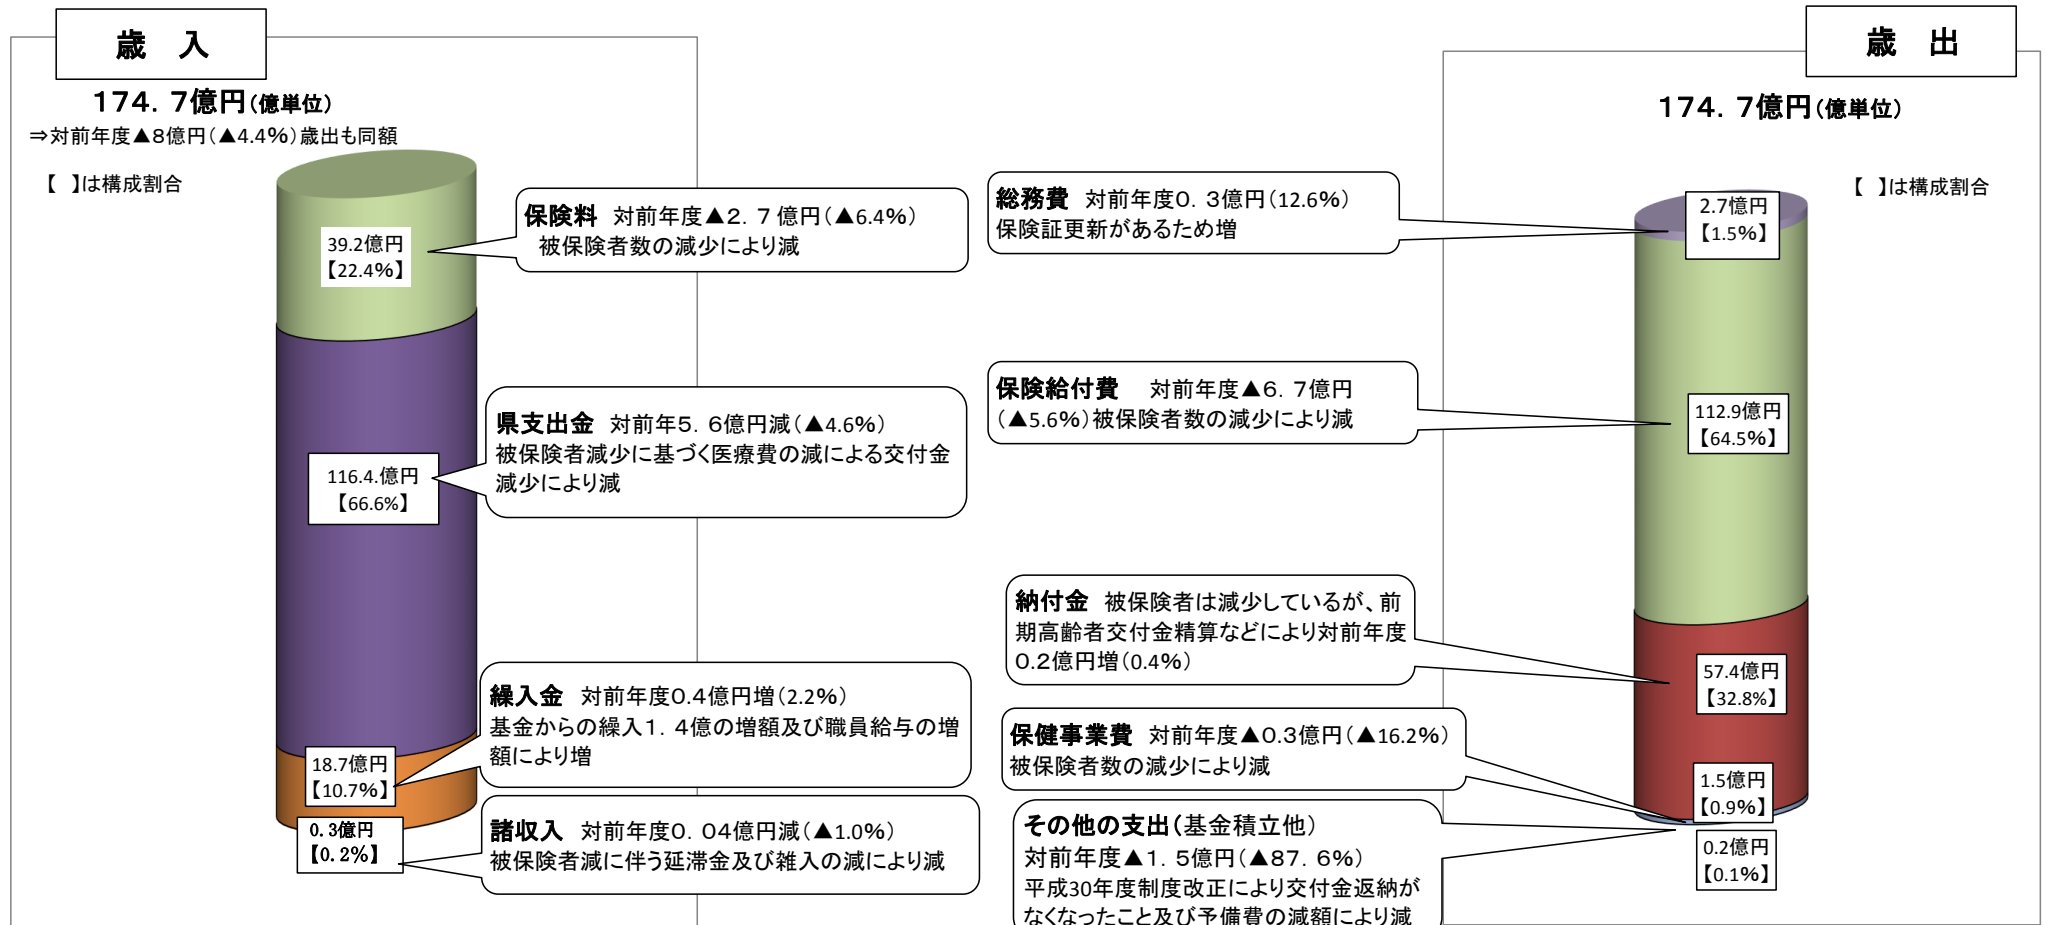 歳　入
174．7億円(億単位)
⇒対前年度▲8億円(▲4.4%)歳出も同額
【　】は構成割合
39.2億円
【22.4%】
保険料　対前年度▲2．7億円(▲6.4%)
被保険者数の減少により減
116.4.億円
【66.6%】
県支出金　対前年5．6億円減(▲4.6%)
被保険者減少に基づく医療費の減による交付金
減少により減
18.7億円
【10.7%】
繰入金　対前年度0.4億円増(2.2%)
基金からの繰入1．4億の増額及び職員給与の増
額により増
0.3億円
【0.2%】
諸収入　対前年度0．04億円減(▲1.0%)
被保険者減に伴う延滞金及び雑入の減により減
歳　出
174．7億円(億単位)
【　】は構成割合
総務費　対前年度0．3億円(12.6%)
保険証更新があるため増
2.7億円
【1.5%】
保険給付費　対前年度▲6．7億円
(▲5.6%)被保険者数の減少により減
112.9億円
【64.5%】
納付金　被保険者は減少しているが、前
期高齢者交付金精算などにより対前年度
0.2億円増(0.4%)
57.4億円
【32.8%】
保健事業費　対前年度▲0.3億円(▲16.2%)
被保険者数の減少により減
1.5億円
【0.9%】
その他の支出(基金積立他)
対前年度▲1．5億円(▲87．6%)
平成30年度制度改正により交付金返納が
なくなったこと及び予備費の減額により減
0.2億円
【0.1%】